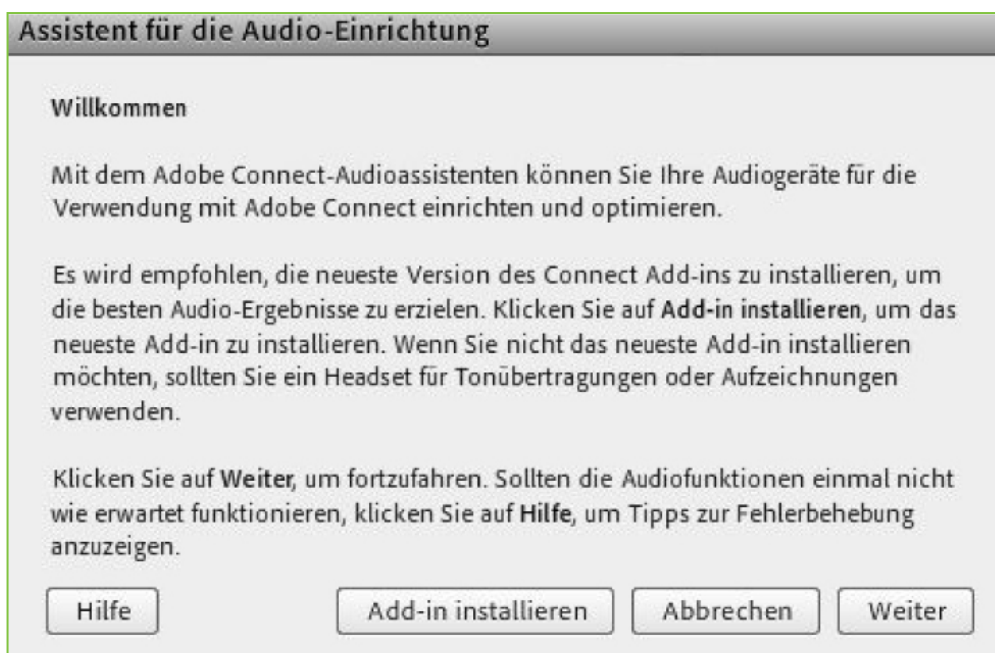 Assistent für die Audio-Einrichtung
Willkommen
Mit dem Adobe Connect-Audioassistenten können Sie Ihre Audiogeräte für die
Verwendung mit Adobe Connect einrichten und optimieren.
Es wird empfohlen, die neueste Version des Connect Add-ins zu installieren, um
die besten Audio-Ergebnisse zu erzielen. Klicken Sie auf Add-in installieren, um das
neueste Add-in zu installieren. Wenn Sie nicht das neueste Add-in installieren
möchten, sollten Sie ein Headset für Tonübertragungen oder Aufzeichnungen
verwenden.
Klicken Sie auf Weiter, um fortzufahren. Sollten die Audiofunktionen einmal nicht
wie erwartet funktionieren, klicken Sie auf Hilfe, um Tipps zur Fehlerbehebung
anzuzeigen.
Hilfe Add-in installieren Abbrechen Weiter